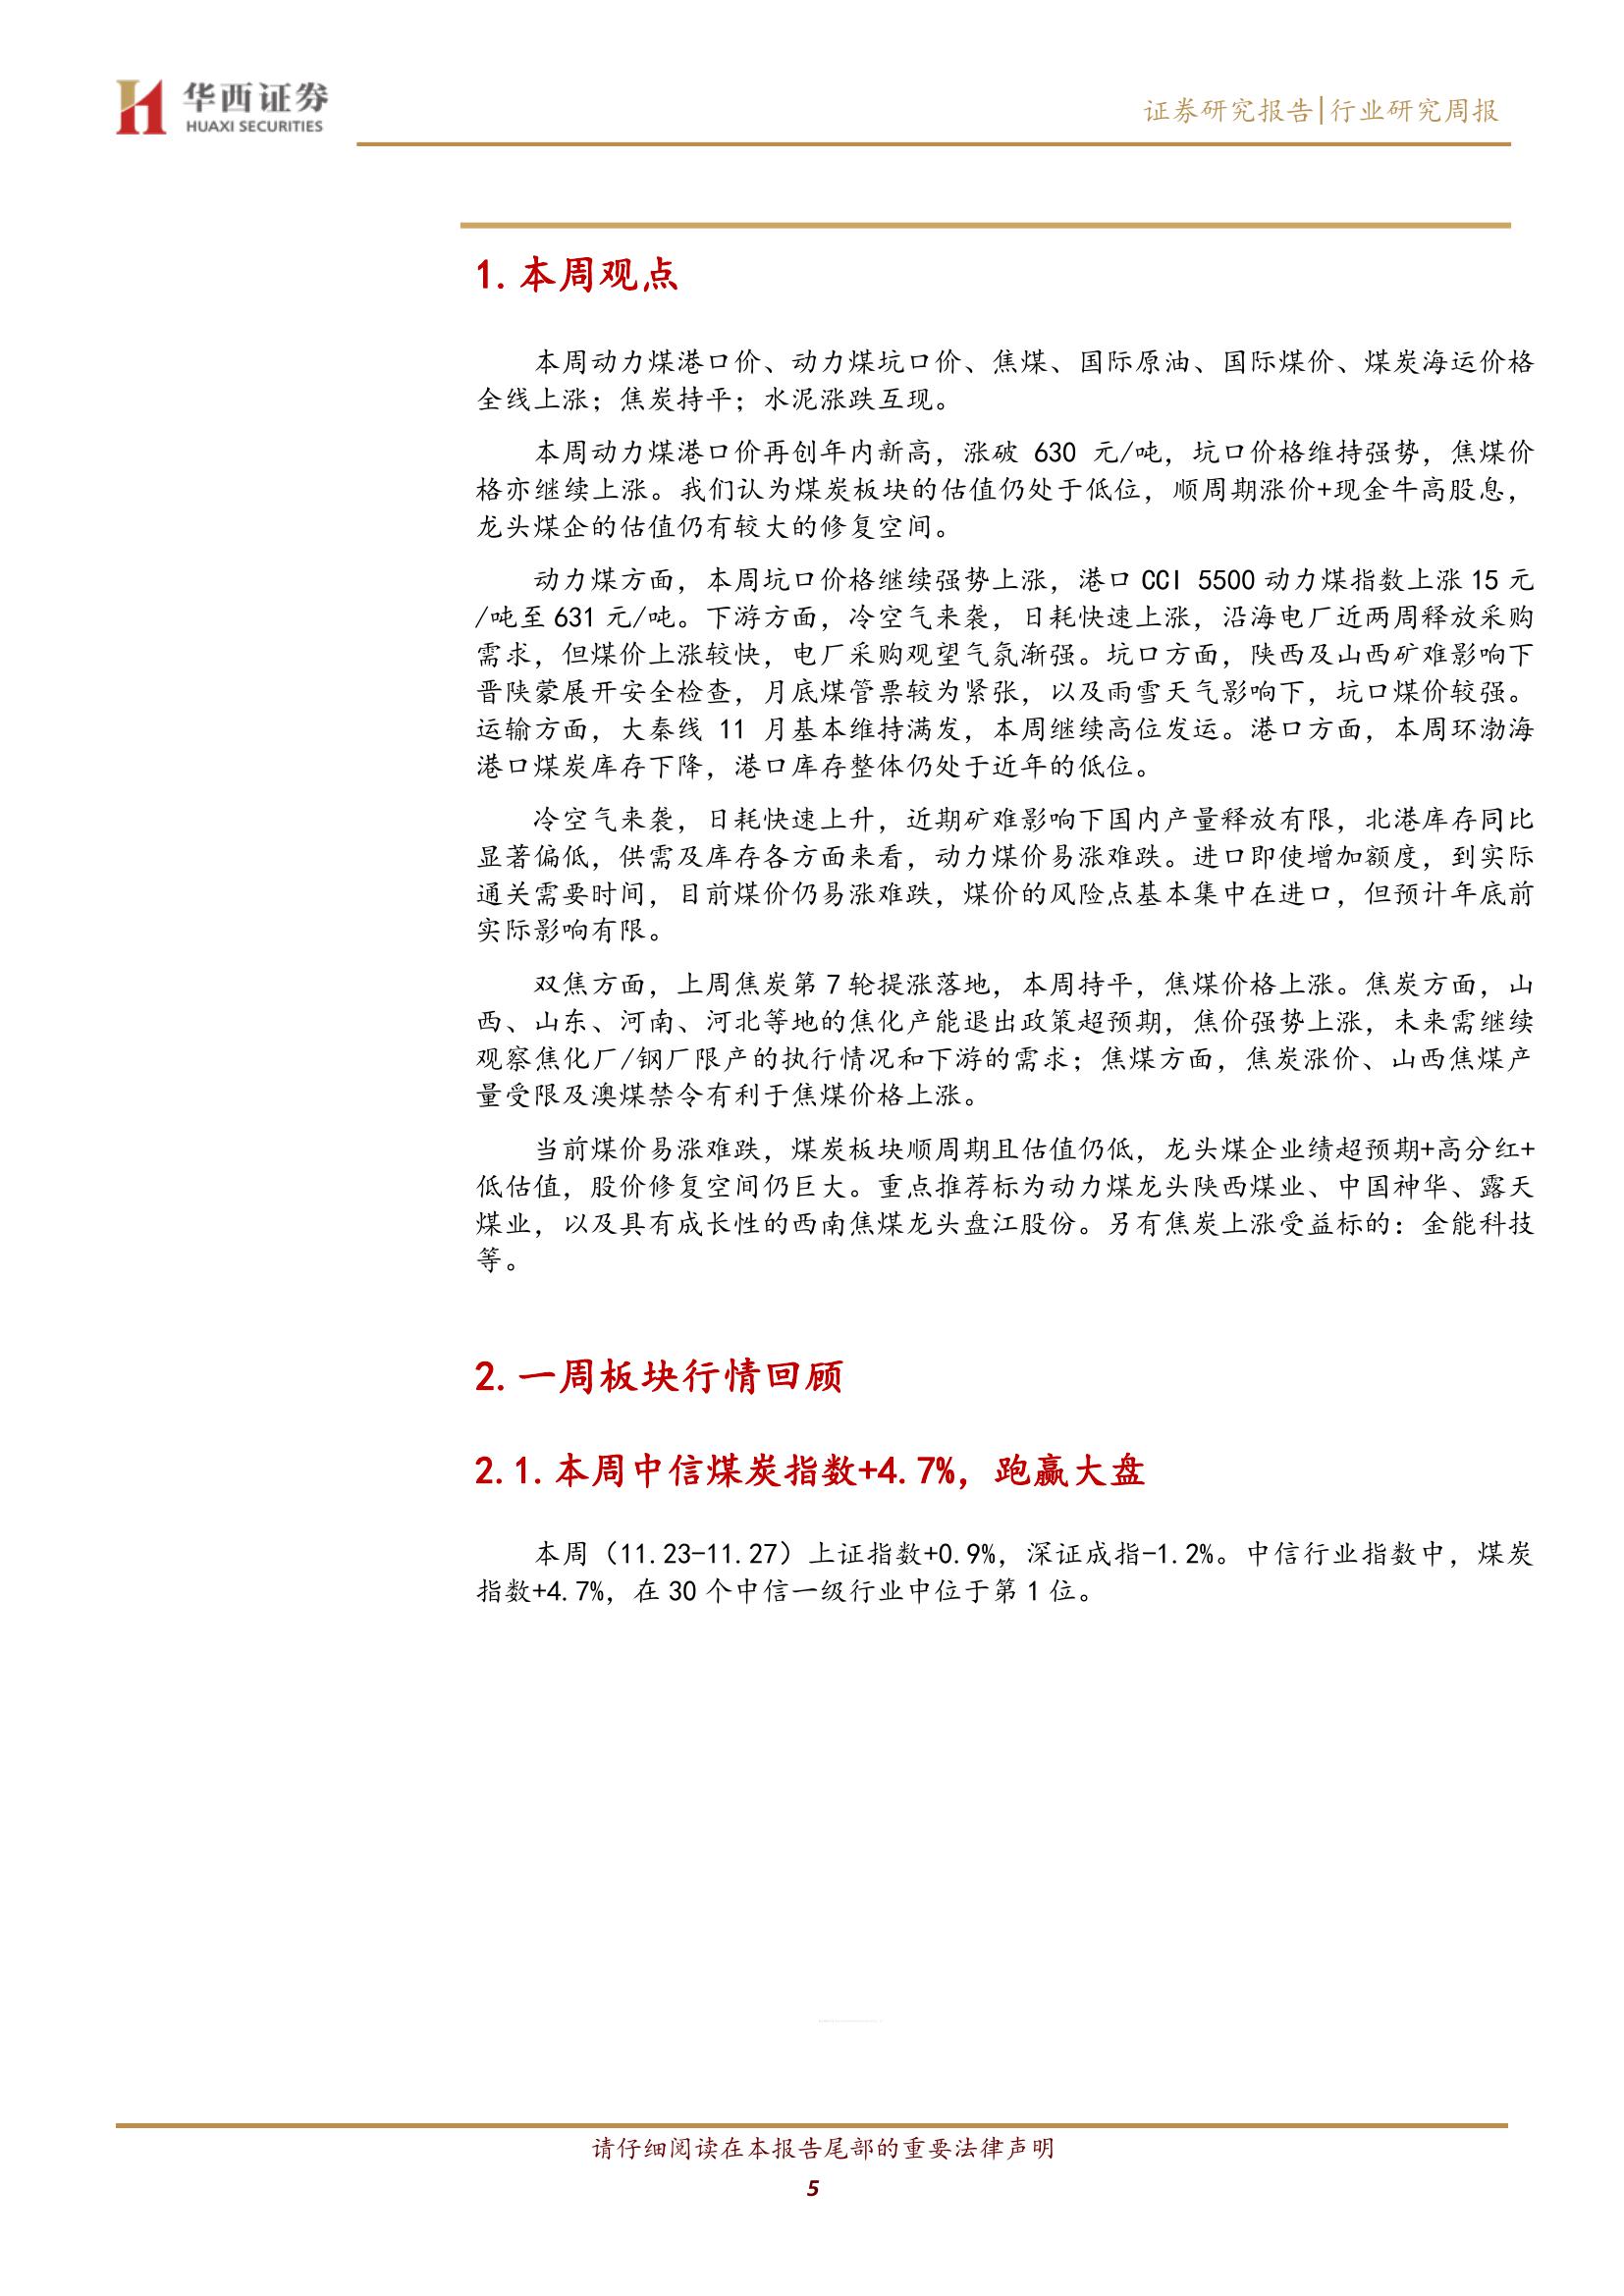 华西证券
HUAXI SECURITIES
证券研究报告|行业研究周报
1.本周观点
本周动力煤港口价、动力煤坑口价、焦煤、国际原油、国际煤价、煤炭海运价格
全线上涨；焦炭持平；水泥涨跌互现。
本周动力煤港口价再创年内新高，涨破 630 元/吨，坑口价格维持强势，焦煤价
格亦继续上涨。我们认为煤炭板块的估值仍处于低位，顺周期涨价+现金牛高股息，
龙头煤企的估值仍有较大的修复空间。
动力煤方面，本周坑口价格继续强势上涨，港口 CCI 5500 动力煤指数上涨 15 元
/吨至 631 元/吨。下游方面，冷空气来袭，日耗快速上涨，沿海电厂近两周释放采购
需求，但煤价上涨较快，电厂采购观望气氛渐强。坑口方面，陕西及山西矿难影响下
晋陕蒙展开安全检查，月底煤管票较为紧张，以及雨雪天气影响下，坑口煤价较强。
运输方面，大秦线 11 月基本维持满发，本周继续高位发运。港口方面，本周环渤海
港口煤炭库存下降，港口库存整体仍处于近年的低位。
冷空气来袭，日耗快速上升，近期矿难影响下国内产量释放有限，北港库存同比
显著偏低，供需及库存各方面来看，动力煤价易涨难跌。进口即使增加额度，到实际
通关需要时间，目前煤价仍易涨难跌，煤价的风险点基本集中在进口，但预计年底前
实际影响有限。
双焦方面，上周焦炭第 7 轮提涨落地，本周持平，焦煤价格上涨。焦炭方面，山
西、山东、河南、河北等地的焦化产能退出政策超预期，焦价强势上涨，未来需继续
观察焦化厂/钢厂限产的执行情况和下游的需求；焦煤方面，焦炭涨价、山西焦煤产
量受限及澳煤禁令有利于焦煤价格上涨。
当前煤价易涨难跌，煤炭板块顺周期且估值仍低，龙头煤企业绩超预期+高分红+
低估值，股价修复空间仍巨大。重点推荐标为动力煤龙头陕西煤业、中国神华、露天
煤业，以及具有成长性的西南焦煤龙头盘江股份。另有焦炭上涨受益标的：金能科技
等。
2.一周板块行情回顾
2.1.本周中信煤炭指数+4.7%，跑赢大盘
本周（11.23-11.27）上证指数+0.9%，深证成指-1.2%。中信行业指数中，煤炭
指数+4.7%，在 30 个中信一级行业中位于第 1 位。
请仔细阅读在本报告尾部的重要法律声明
5